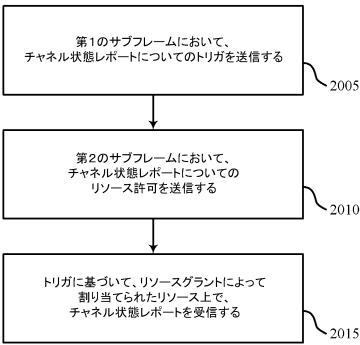 第１のサブフレームにおいて、
チャネル状態レポートについてのトリガを送信する
2005
第２のサブフレームにおいて、
チャネル状態レポートについての
リソース許可を送信する
2010
トリガに基づいて、リソースグラントによって
割り当てられたリソース上で、
チャネル状態レポートを受信する
2015